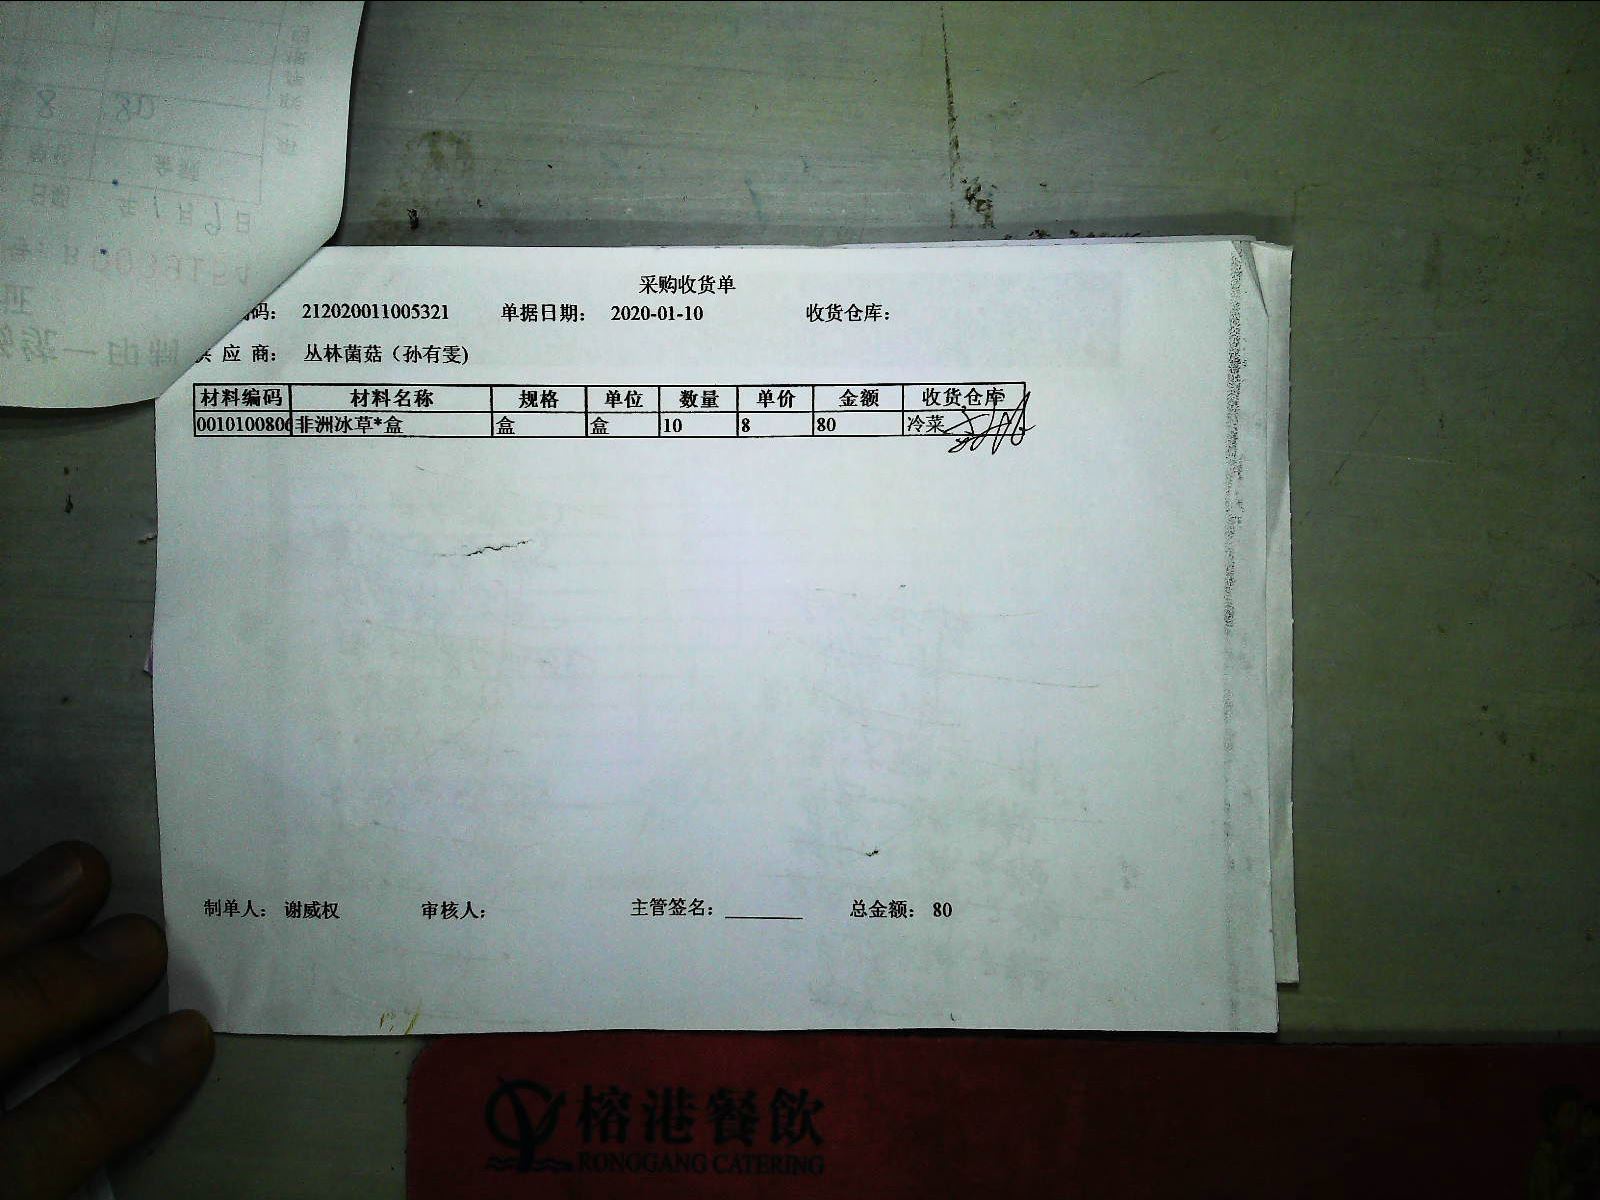 采购收货单
码： 212020011005321 单据日期： 2020-01-10 收货仓库：
供 应 商： 丛林菌菇（孙有雯)
材料编码 材料名称 规格 单位 数量 单价 金额 收货仓库
0010100806 非洲冰草*盒 盒 盒 10 8 80 冷菜
制单人： 谢威权 审核人： 主管签名： 总金额： 80
榕港餐飲
RONGGANG CATERING